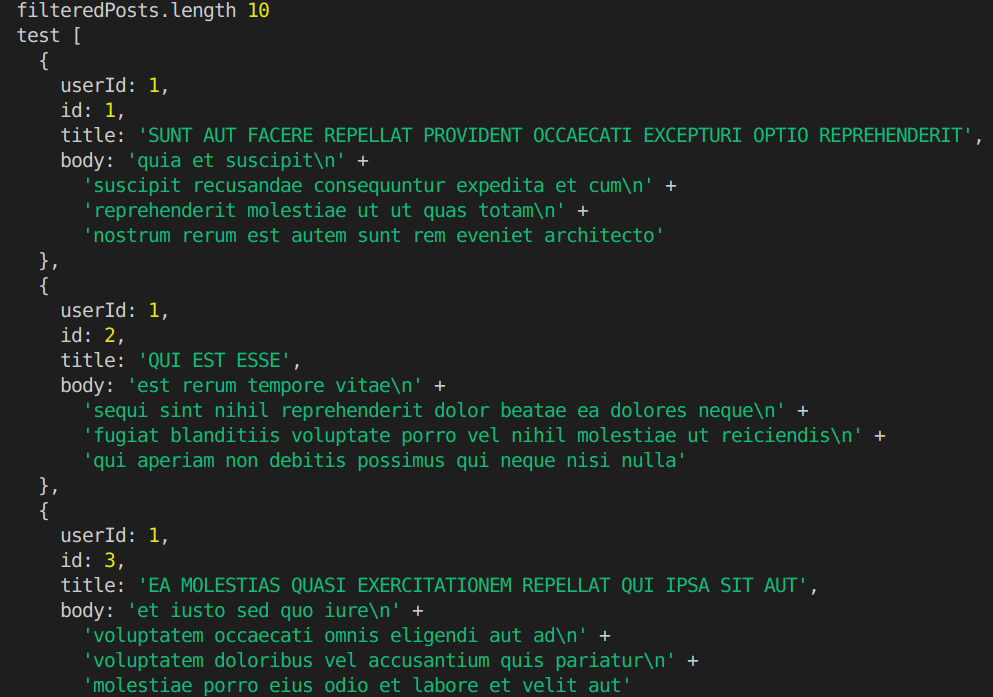 filteredPosts.length 10
test [
{
userId: 1,
id: 1,
title: 'SUNT AUT FACERE REPELLAT PROVIDENT OCCAECATI EXCEPTURI OPTIO REPREHENDERIT',
body: 'quia et suscipit\n' +
'suscipit recusandae consequuntur expedita et cum\n' +
'reprehenderit molestiae ut ut quas totam\n' +
'nostrum rerum est autem sunt rem eveniet architecto'
},
{
userId: 1,
id: 2,
title: 'QUI EST ESSE',
body: 'est rerum tempore vitae\n' +
'sequi sint nihil reprehenderit dolor beatae ea dolores neque\n' +
'fugiat blanditiis voluptate porro vel nihil molestiae ut reiciendis\n' +
'qui aperiam non debitis possimus qui neque nisi nulla'
},
{
userId: 1,
id: 3,
title: 'EA MOLESTIAS QUASI EXERCITATIONEM REPELLAT QUI IPSA SIT AUT',
body: 'et iusto sed quo iure\n' +
'voluptatem occaecati omnis eligendi aut ad\n' +
'voluptatem doloribus vel accusantium quis pariatur\n' +
'molestiae porro eius odio et labore et velit aut'